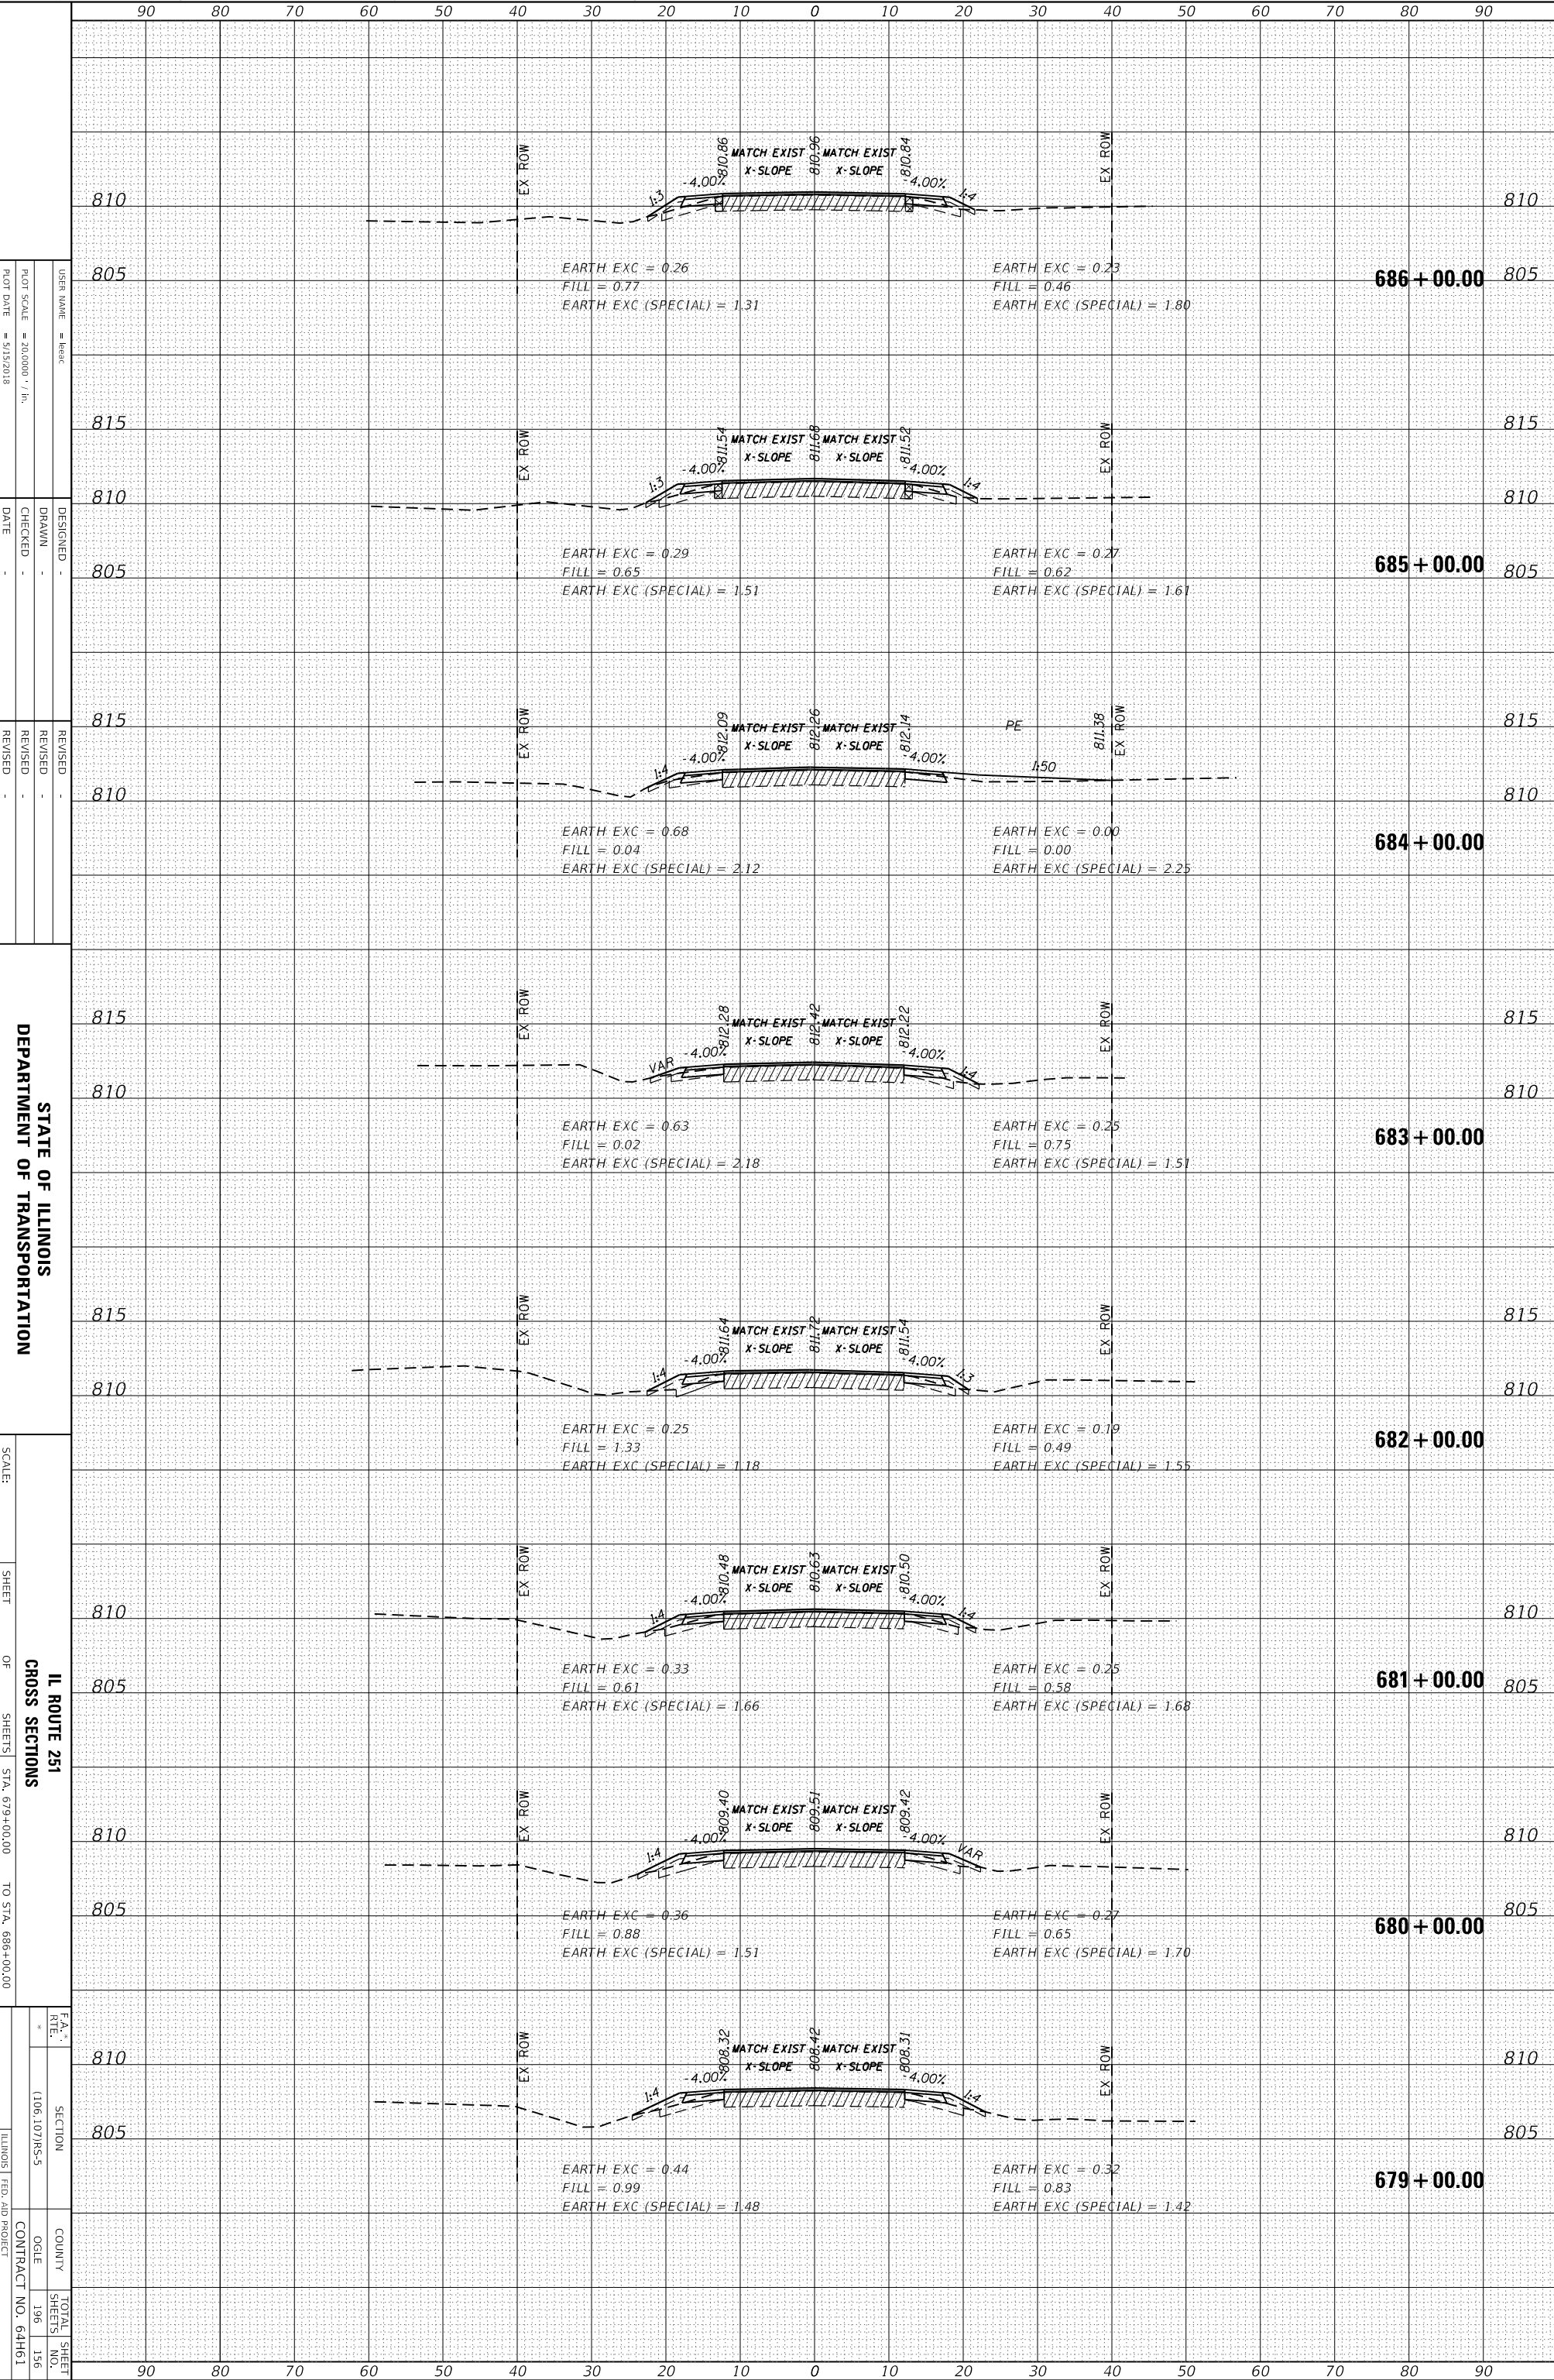 90 80 70 60 50 40 30 20 10 0 10 20 30 40 50 60 70 80 90
EX ROW 810.86 MATCH EXIST 810.96 MATCH EXIST 810.84 EX ROW
X-SLOPE X-SLOPE
1:3 -4.00% -4.00% 1:4
810 810
EARTH EXC = 0.26 EARTH EXC = 0.23
FILL = 0.77 FILL = 0.46
805 686+00.00 805
EARTH EXC (SPECIAL) = 1.31 EARTH EXC (SPECIAL) = 1.80
815 815
EX ROW 811.54 MATCH EXIST 811.68 MATCH EXIST 811.52 EX ROW
X-SLOPE X-SLOPE
1:3 -4.00% -4.00% 1:4
810 810
EARTH EXC = 0.29 EARTH EXC = 0.27
FILL = 0.65 FILL = 0.62
685+00.00
805 805
EARTH EXC (SPECIAL) = 1.51 EARTH EXC (SPECIAL) = 1.61
815 815
EX ROW 812.09 MATCH EXIST 812.26 MATCH EXIST 812.14 PE 811.38 EX ROW
X-SLOPE X-SLOPE
1:4 -4.00% -4.00% 1:50
810 810
EARTH EXC = 0.68 EARTH EXC = 0.00
FILL = 0.04 FILL = 0.00
684+00.00
EARTH EXC (SPECIAL) = 2.12 EARTH EXC (SPECIAL) = 2.25
815 815
EX ROW 812.28 MATCH EXIST 812.42 MATCH EXIST 812.22 EX ROW
X-SLOPE X-SLOPE
VAR -4.00% -4.00% 1:4
810 810
EARTH EXC = 0.63 EARTH EXC = 0.25
FILL = 0.02 FILL = 0.75
683+00.00
EARTH EXC (SPECIAL) = 2.18 EARTH EXC (SPECIAL) = 1.51
815 815
EX ROW 811.64 MATCH EXIST 811.72 MATCH EXIST 811.54 EX ROW
X-SLOPE X-SLOPE
1:4 -4.00% -4.00% 1:3
810 810
EARTH EXC = 0.25 EARTH EXC = 0.19
FILL = 1.33 FILL = 0.49
682+00.00
EARTH EXC (SPECIAL) = 1.18 EARTH EXC (SPECIAL) = 1.55
EX ROW 810.48 MATCH EXIST 810.63 MATCH EXIST 810.50 EX ROW
X-SLOPE X-SLOPE
1:4 -4.00% -4.00% 1:4
810 810
EARTH EXC = 0.33 EARTH EXC = 0.25
FILL = 0.61 FILL = 0.58
805 681+00.00 805
EARTH EXC (SPECIAL) = 1.66 EARTH EXC (SPECIAL) = 1.68
EX ROW 809.40 MATCH EXIST 809.51 MATCH EXIST 809.42 EX ROW
X-SLOPE X-SLOPE
810 810
1:4 -4.00% -4.00% VAR
805 805
EARTH EXC = 0.36 EARTH EXC = 0.27
FILL = 0.88 FILL = 0.65
680+00.00
EARTH EXC (SPECIAL) = 1.51 EARTH EXC (SPECIAL) = 1.70
EX ROW 808.32 MATCH EXIST 808.42 MATCH EXIST 808.31 EX ROW
810 810
X-SLOPE X-SLOPE
1:4 -4.00% -4.00% 1:4
805 805
EARTH EXC = 0.44 EARTH EXC = 0.32
FILL = 0.99 FILL = 0.83
679+00.00
EARTH EXC (SPECIAL) = 1.48 EARTH EXC (SPECIAL) = 1.42
90 80 70 60 50 40 30 20 10 0 10 20 30 40 50 60 70 80 90
USER NAME = leeac
PLOT SCALE = 20.0000 ' / in.
PLOT DATE = 5/15/2018
DESIGNED -
DRAWN -
CHECKED -
DATE -
REVISED -
REVISED -
REVISED -
REVISED -
STATE OF ILLINOIS
DEPARTMENT OF TRANSPORTATION
IL ROUTE 251
CROSS SECTIONS
SCALE: SHEET OF SHEETS STA. 679+00.00 TO STA. 686+00.00
F.A. *. RTE. SECTION COUNTY TOTAL SHEETS SHEET NO.
* (106,107)RS-5 OGLE 196 156
CONTRACT NO. 64H61
ILLINOIS FED. AID PROJECT